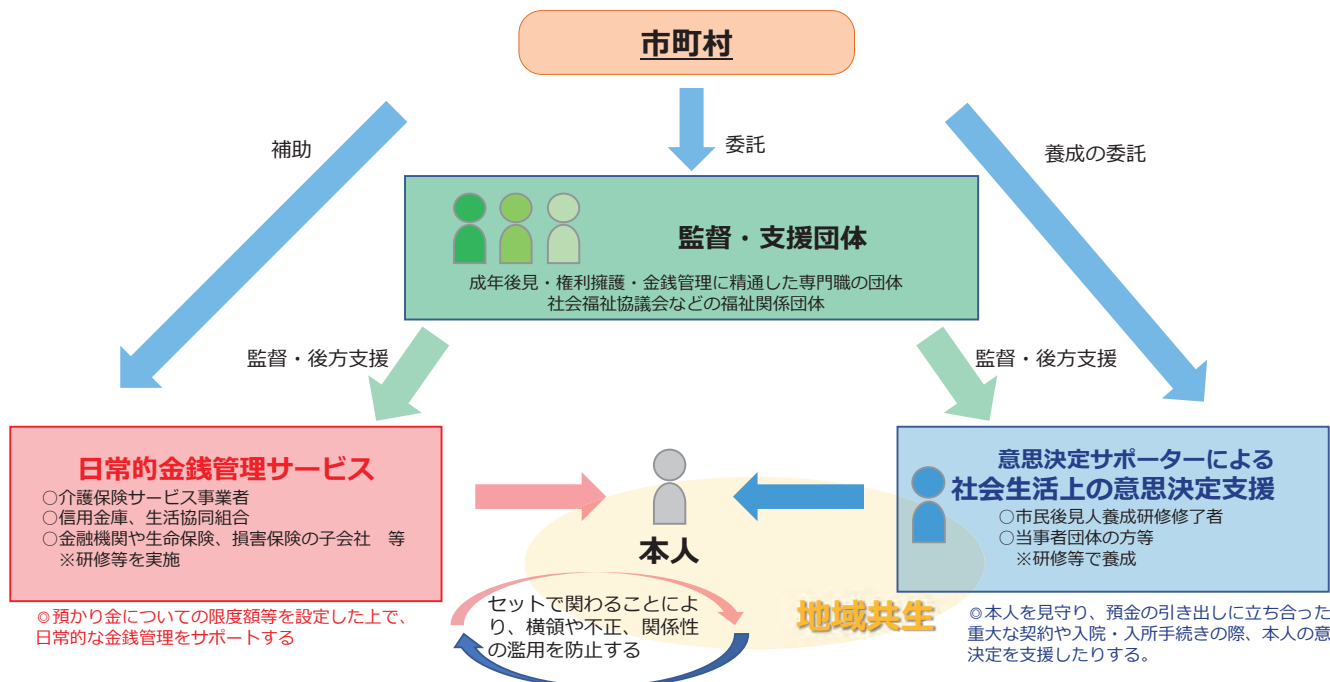 市町村
補助
委託
養成の委託
監督・支援団体
成年後見・権利擁護・金銭管理に精通した専門職の団体
社会福祉協議会などの福祉関係団体
監督・後方支援
監督・後方支援
日常的金銭管理サービス
○介護保険サービス事業者
○信用金庫、生活協同組合
○金融機関や生命保険、損害保険の子会社　等
※研修等を実施
◎預かり金についての限度額等を設定した上で、
日常的な金銭管理をサポートする
本人
セットで関わることによ
り、横領や不正、関係性
の濫用を防止する
地域共生
意思決定サポーターによる
社会生活上の意思決定支援
○市民後見人養成研修修了者
○当事者団体の方等
※研修等で養成
◎本人を見守り、預金の引き出しに立ち合った
重大な契約や入院・入所手続きの際、本人の意
決定を支援したりする。